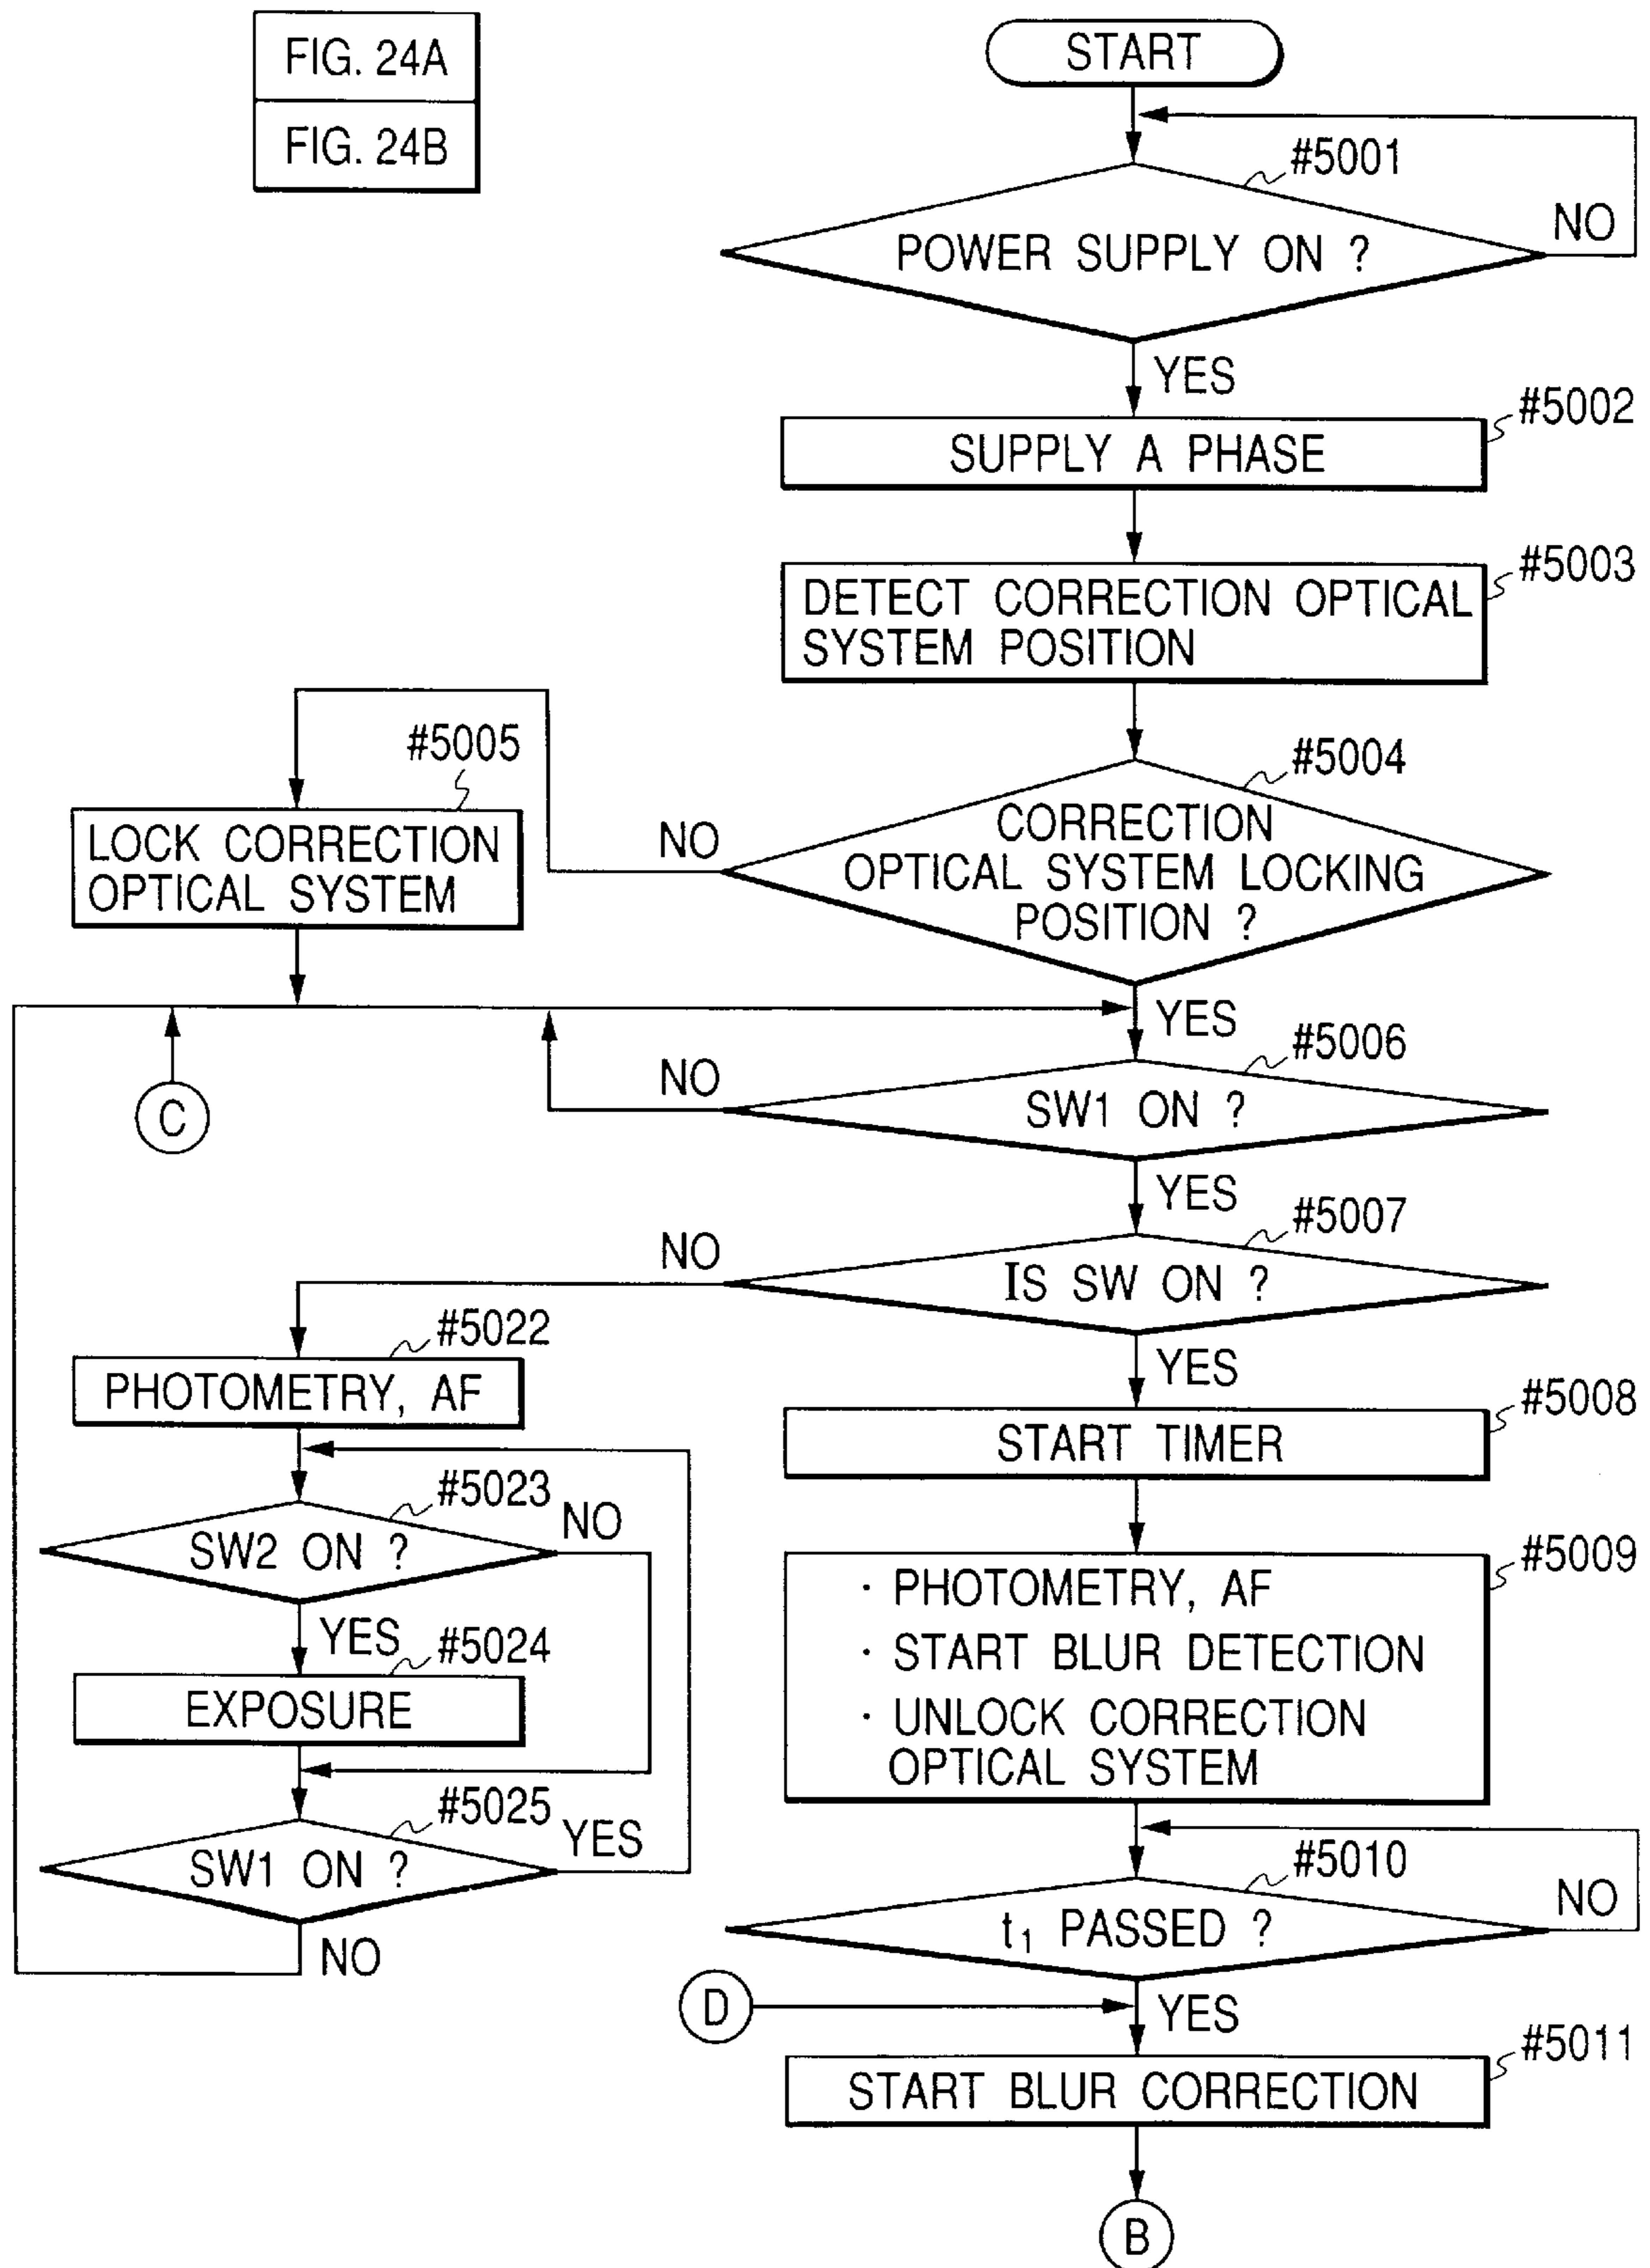 FIG. 24A
FIG. 24B
START
#5001
POWER SUPPLY ON ?
NO
YES
#5002
SUPPLY A PHASE
#5003
DETECT CORRECTION OPTICAL
SYSTEM POSITION
#5004
CORRECTION
OPTICAL SYSTEM LOCKING
POSITION ?
NO
#5005
LOCK CORRECTION
OPTICAL SYSTEM
YES
C
#5006
SW1 ON ?
NO
YES
#5007
IS SW ON ?
NO
YES
#5022
PHOTOMETRY, AF
#5023
SW2 ON ?
NO
YES
#5024
EXPOSURE
#5025
SW1 ON ?
YES
NO
#5008
START TIMER
#5009
· PHOTOMETRY, AF
· START BLUR DETECTION
· UNLOCK CORRECTION
OPTICAL SYSTEM
#5010
t₁ PASSED ?
NO
D
YES
#5011
START BLUR CORRECTION
B